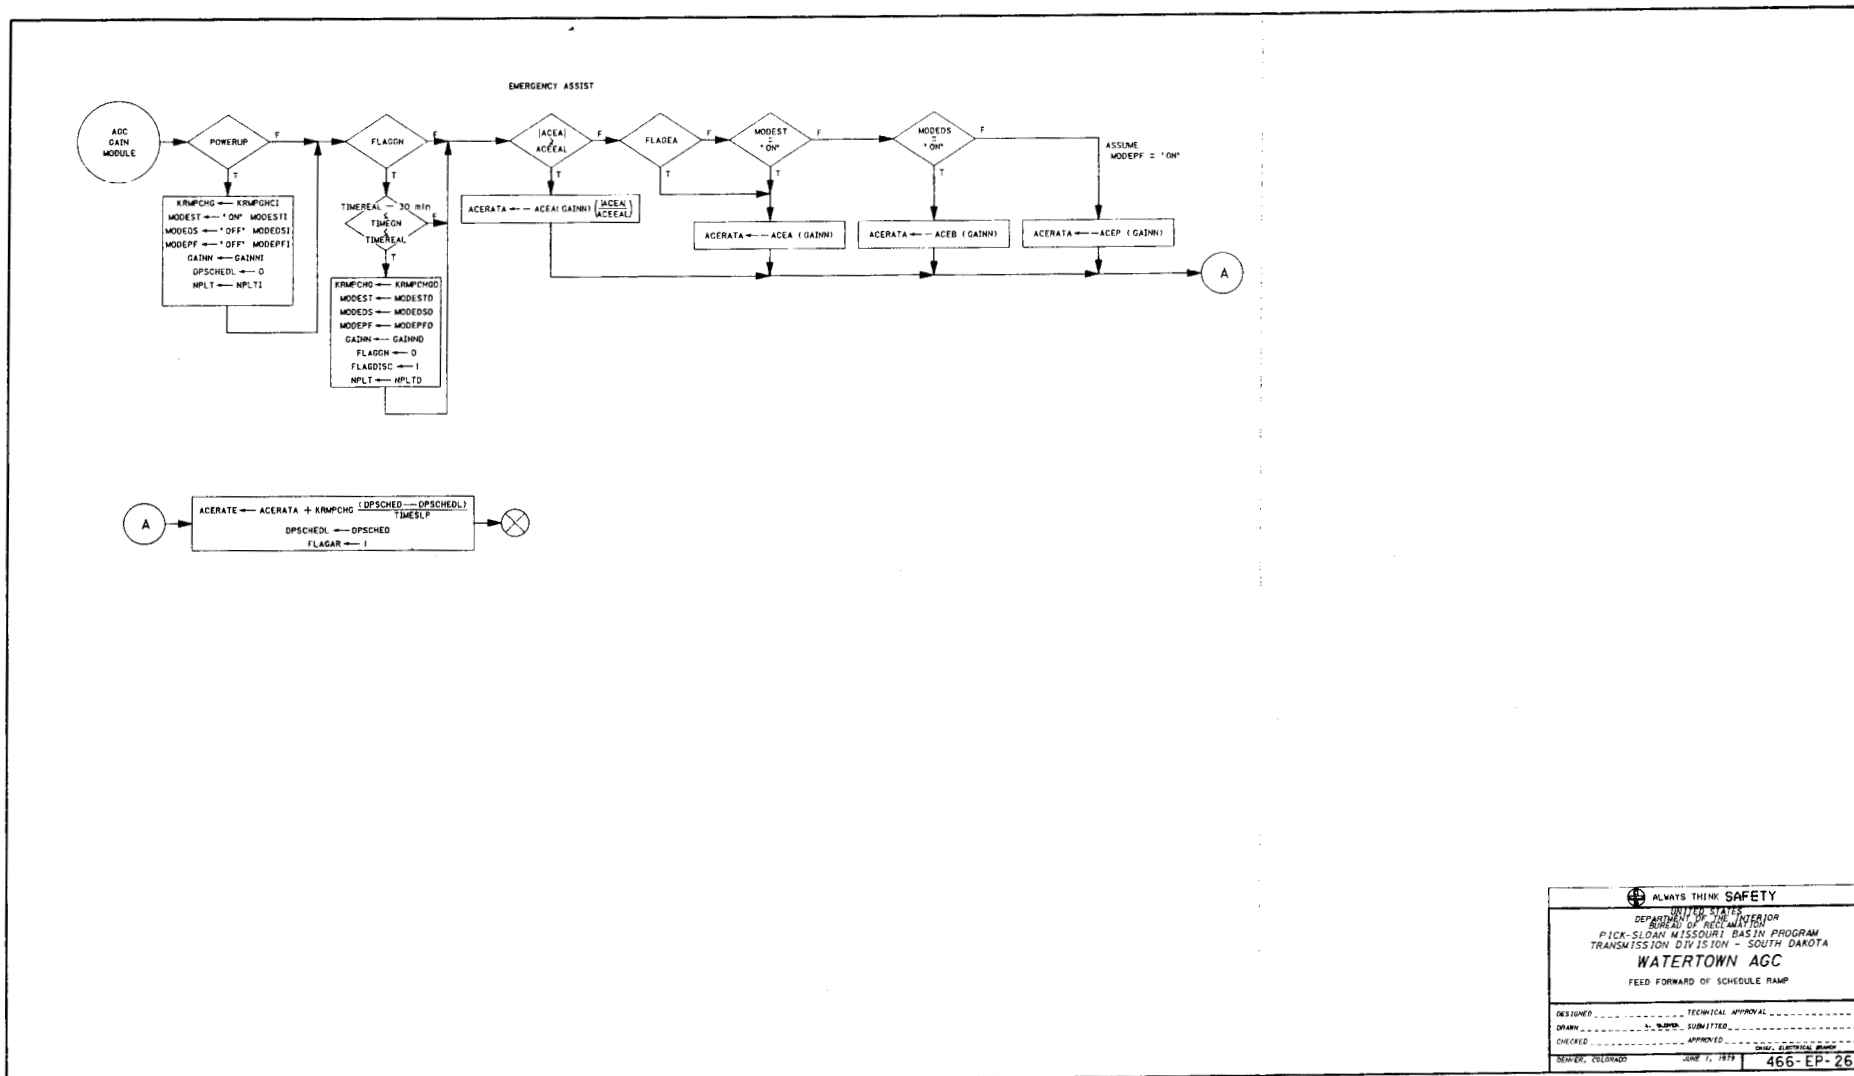 EMERGENCY ASSIST
AGC
GAIN
MODULE
POWERUP
F
T
KRMPCHG ← KRMPGHCI
MODEST ← "ON" MODESTI
MODEDS ← "OFF" MODEDSI
MODEPF ← "OFF" MODEPFI
GAINN ← GAINNI
DPSCHEDL ← 0
NPLT ← NPLTI
FLAGGN
F
T
TIMEREAL - 30 min
≤
TIMEGN
≤
TIMEREAL
F
T
KRMPCHG ← KRMPCHGD
MODEST ← MODESTD
MODEDS ← MODEDSD
MODEPF ← MODEPFD
GAINN ← GAINND
FLAGGN ← 0
FLAGDISC ← 1
NPLT ← NPLTD
|ACEA|
>
ACEEAL
F
T
ACERATA ← - ACEA( GAINN) (|ACEA| / ACEEAL)
FLAGEA
F
T
MODEST
=
"ON"
F
T
ACERATA ← - ACEA (GAINN)
MODEDS
=
"ON"
F
T
ACERATA ← - ACEB (GAINN)
ASSUME
MODEPF = "ON"
ACERATA ← - ACEP (GAINN)
A
A
ACERATE ← ACERATA + KRMPCHG (DPSCHED - DPSCHEDL) / TIMESLP
DPSCHEDL ← DPSCHED
FLAGAR ← 1
ALWAYS THINK SAFETY
UNITED STATES
DEPARTMENT OF THE INTERIOR
BUREAU OF RECLAMATION
PICK-SLOAN MISSOURI BASIN PROGRAM
TRANSMISSION DIVISION - SOUTH DAKOTA
WATERTOWN AGC
FEED FORWARD OF SCHEDULE RAMP
DESIGNED TECHNICAL APPROVAL
DRAWN SUBMITTED
CHECKED APPROVED
CHIEF, ELECTRICAL BRANCH
DENVER, COLORADO JUNE 1, 1979 466-EP-26